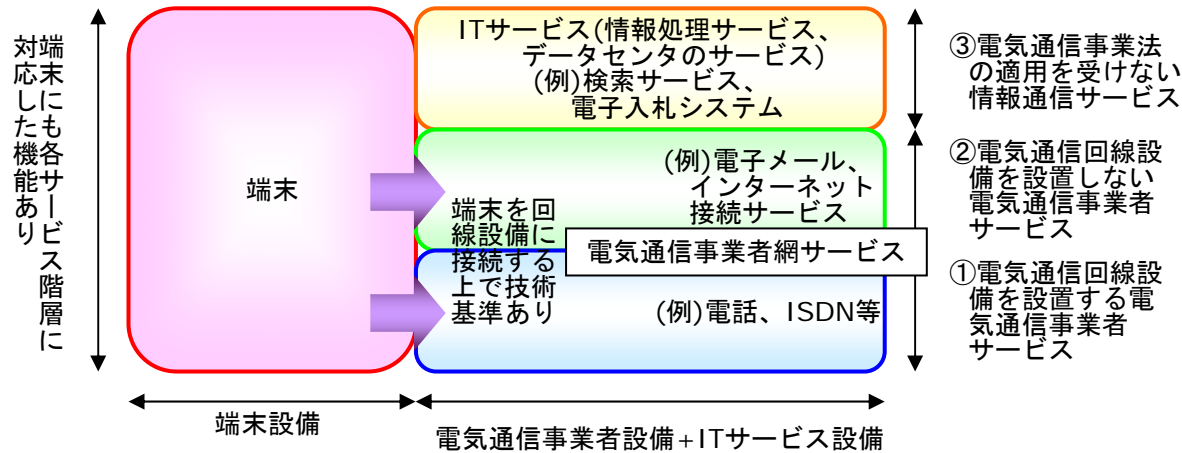 端末にも各サービス階層に
対応した機能あり
端末
ITサービス(情報処理サービス、
データセンタのサービス)
(例)検索サービス、
電子入札システム
(例)電子メール、
インターネット
接続サービス
端末を回
線設備に
接続する
上で技術
基準あり
電気通信事業者網サービス
(例)電話、ISDN等
③電気通信事業法
の適用を受けない
情報通信サービス
②電気通信回線設
備を設置しない
電気通信事業者
サービス
①電気通信回線設
備を設置する電
気通信事業者
サービス
端末設備
電気通信事業者設備+ITサービス設備